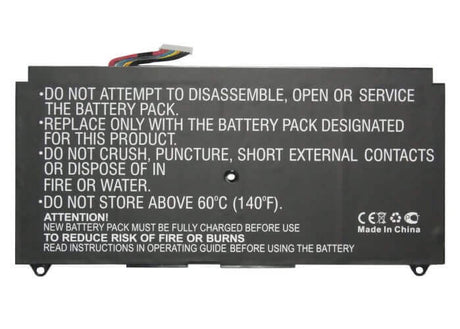 •DO NOT ATTEMPT TO DISASSEMBLE, OPEN OR SERVICE
THE BATTERY PACK.
•REPLACE ONLY WITH THE BATTERY PACK DESIGNATED
FOR THIS PRODUCT.
•DO NOT CRUSH, PUNCTURE, SHORT EXTERNAL CONTACTS
OR DISPOSE OF IN
FIRE OR WATER.
•DO NOT STORE ABOVE 60°C (140°F).
ATTENTION!
NEW BATTERY PACK MUST BE FULLY CHARGED BEFORE USE
TO REDUCE RISK OF FIRE OR BURNS
READ INSTRUCTIONS IN OPERATING GUIDE BEFORE USING THE BATTERY
CE
Made In China